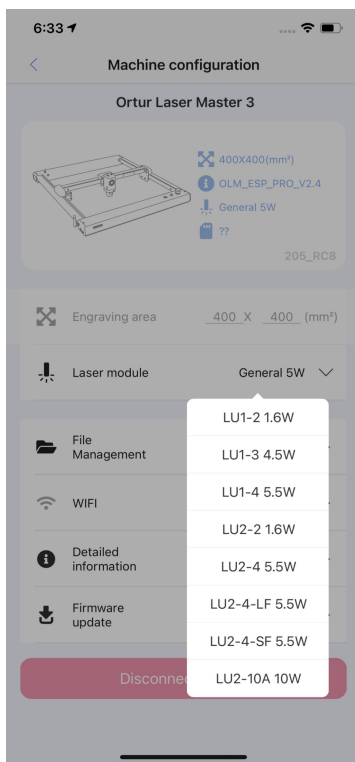 6:33
Machine configuration
Ortur Laser Master 3
400X400(mm²)
OLM_ESP_PRO_V2.4
General 5W
??
205_RC8
Engraving area 400 X 400 (mm²)
Laser module General 5W
LU1-2 1.6W
LU1-3 4.5W
LU1-4 5.5W
LU2-2 1.6W
LU2-4 5.5W
LU2-4-LF 5.5W
LU2-4-SF 5.5W
LU2-10A 10W
File
Management
WIFI
Detailed
information
Firmware
update